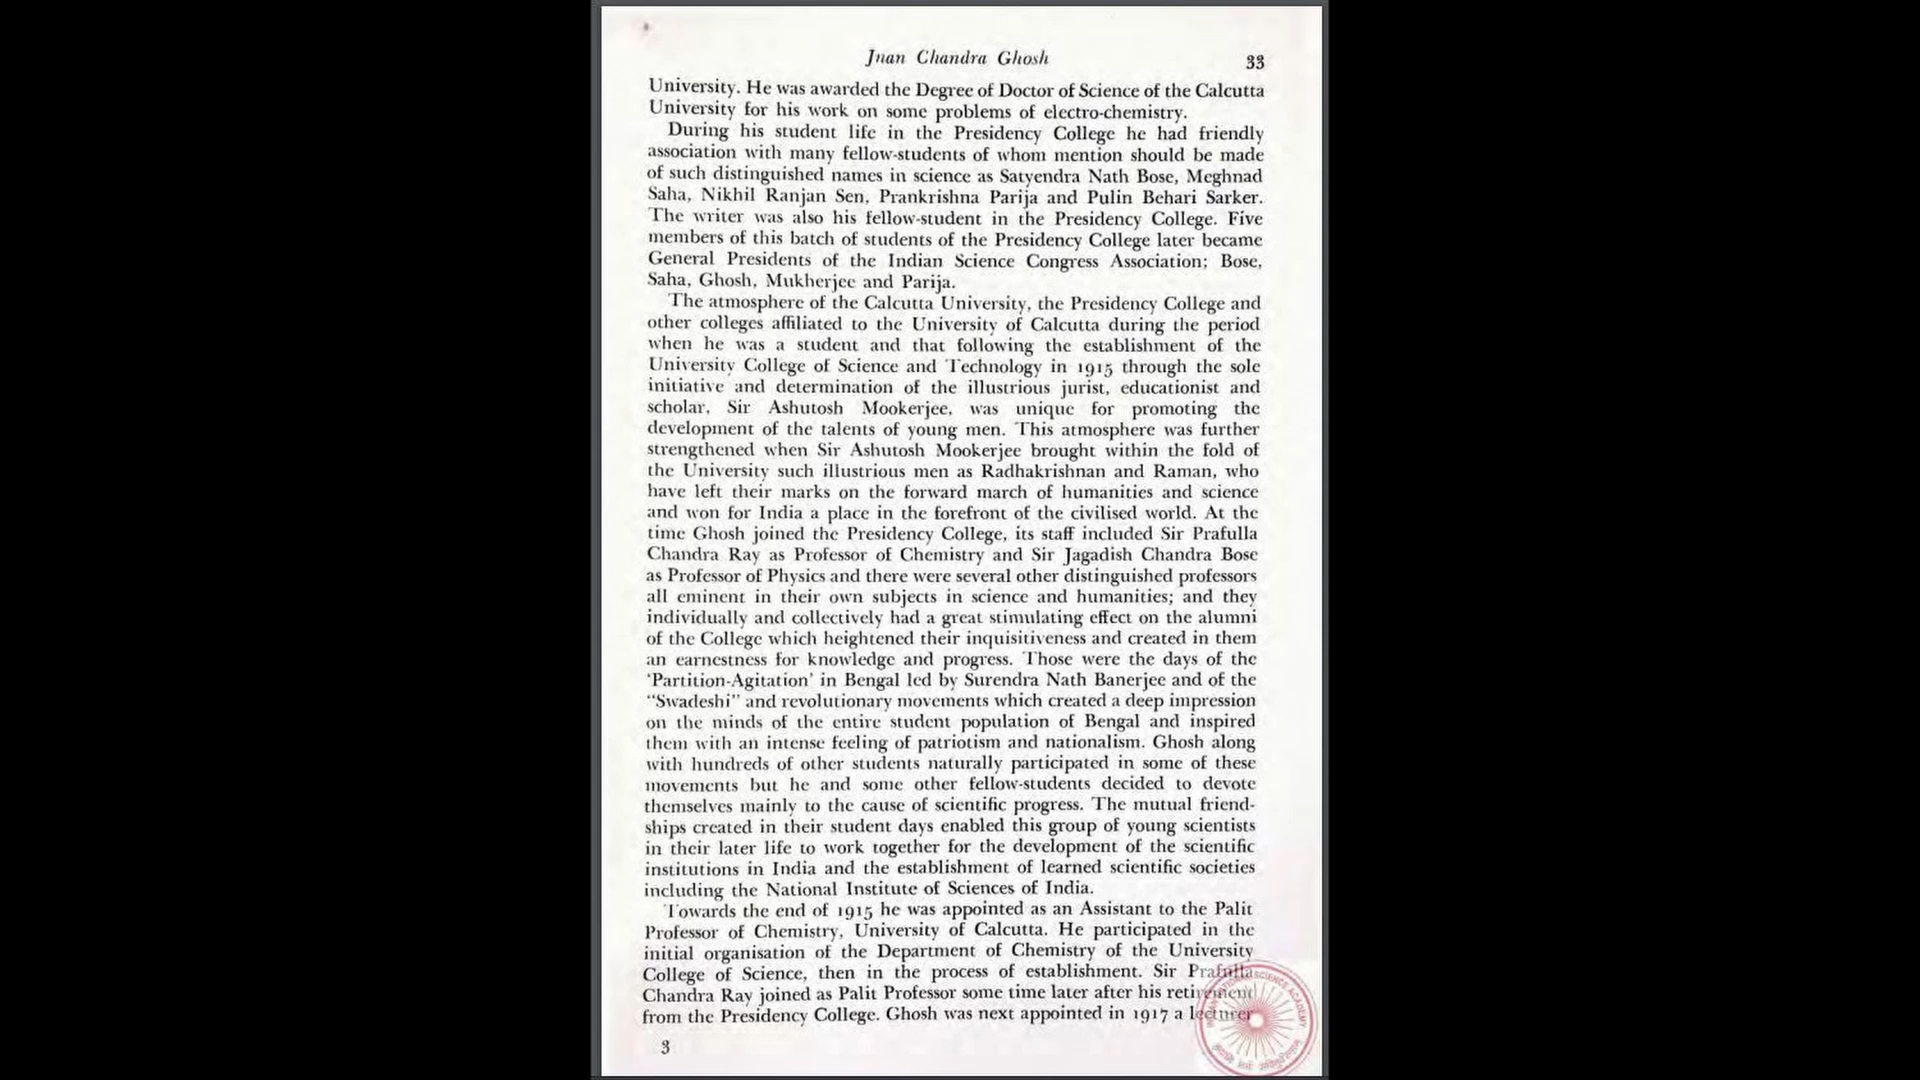 Jnan Chandra Ghosh 33
University. He was awarded the Degree of Doctor of Science of the Calcutta
University for his work on some problems of electro-chemistry.
During his student life in the Presidency College he had friendly
association with many fellow-students of whom mention should be made
of such distinguished names in science as Satyendra Nath Bose, Meghnad
Saha, Nikhil Ranjan Sen, Prankrishna Parija and Pulin Behari Sarker.
The writer was also his fellow-student in the Presidency College. Five
members of this batch of students of the Presidency College later became
General Presidents of the Indian Science Congress Association; Bose,
Saha, Ghosh, Mukherjee and Parija.
The atmosphere of the Calcutta University, the Presidency College and
other colleges affiliated to the University of Calcutta during the period
when he was a student and that following the establishment of the
University College of Science and Technology in 1915 through the sole
initiative and determination of the illustrious jurist, educationist and
scholar, Sir Ashutosh Mookerjee, was unique for promoting the
development of the talents of young men. This atmosphere was further
strengthened when Sir Ashutosh Mookerjee brought within the fold of
the University such illustrious men as Radhakrishnan and Raman, who
have left their marks on the forward march of humanities and science
and won for India a place in the forefront of the civilised world. At the
time Ghosh joined the Presidency College, its staff included Sir Prafulla
Chandra Ray as Professor of Chemistry and Sir Jagadish Chandra Bose
as Professor of Physics and there were several other distinguished professors
all eminent in their own subjects in science and humanities; and they
individually and collectively had a great stimulating effect on the alumni
of the College which heightened their inquisitiveness and created in them
an earnestness for knowledge and progress. Those were the days of the
'Partition-Agitation' in Bengal led by Surendra Nath Banerjee and of the
"Swadeshi" and revolutionary movements which created a deep impression
on the minds of the entire student population of Bengal and inspired
them with an intense feeling of patriotism and nationalism. Ghosh along
with hundreds of other students naturally participated in some of these
movements but he and some other fellow-students decided to devote
themselves mainly to the cause of scientific progress. The mutual friend-
ships created in their student days enabled this group of young scientists
in their later life to work together for the development of the scientific
institutions in India and the establishment of learned scientific societies
including the National Institute of Sciences of India.
Towards the end of 1915 he was appointed as an Assistant to the Palit
Professor of Chemistry, University of Calcutta. He participated in the
initial organisation of the Department of Chemistry of the University
College of Science, then in the process of establishment. Sir Prafulla
Chandra Ray joined as Palit Professor some time later after his retirement
from the Presidency College. Ghosh was next appointed in 1917 a lecturer
3